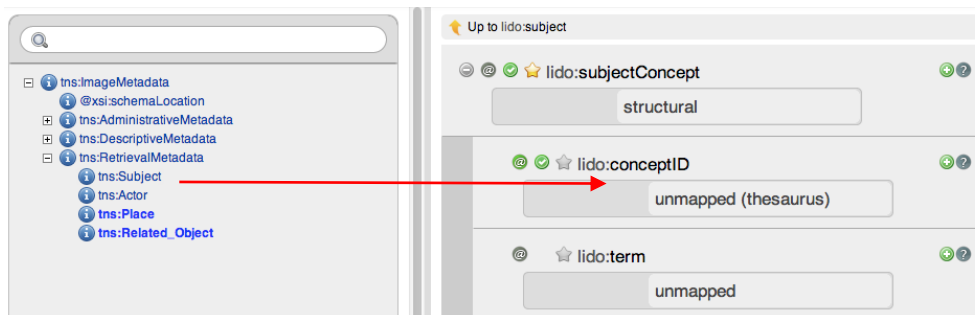 tns:ImageMetadata
@xsi:schemaLocation
tns:AdministrativeMetadata
tns:DescriptiveMetadata
tns:RetrievalMetadata
tns:Subject
tns:Actor
tns:Place
tns:Related_Object
Up to lido:subject
@ lido:subjectConcept ?
structural
@ lido:conceptID ?
unmapped (thesaurus)
@ lido:term ?
unmapped